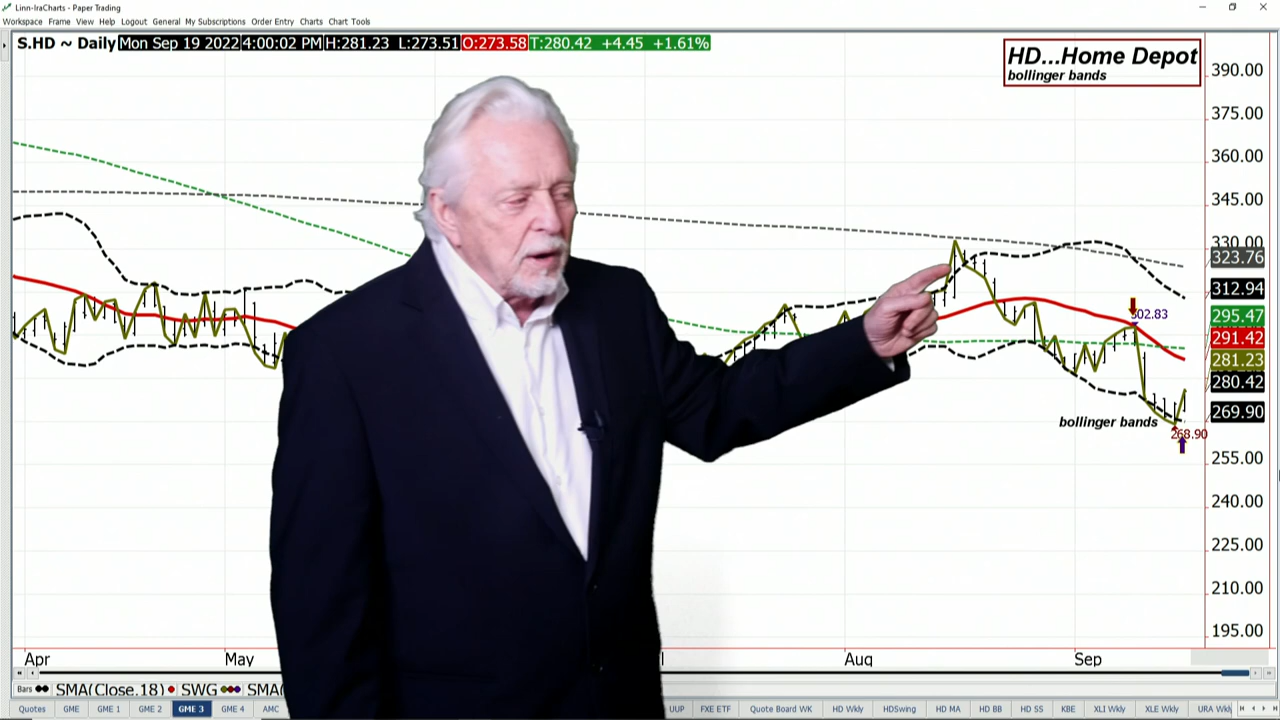 Linn-IraCharts - Paper Trading
Workspace Frame View Help Logout General My Subscriptions Order Entry Charts Chart Tools
S.HD ~ Daily Mon Sep 19 2022 4:00:02 PM H:281.23 L:273.51 O:273.58 T:280.42 +4.45 +1.61%
HD...Home Depot
bollinger bands
390.00
375.00
360.00
345.00
330.00
323.76
312.94
302.83
295.47
291.42
281.23
280.42
269.90
bollinger bands
268.90
255.00
240.00
225.00
210.00
195.00
Apr May Aug Sep
Bars SMA(Close,18) SWG SMA
Quotes GME GME 1 GME 2 GME 3 GME 4 AMC UUP FXE ETF Quote Board WK HD Wkly HDSwing HD MA HD BB HD SS KBE XLI Wkly XLE Wkly URA Wkl